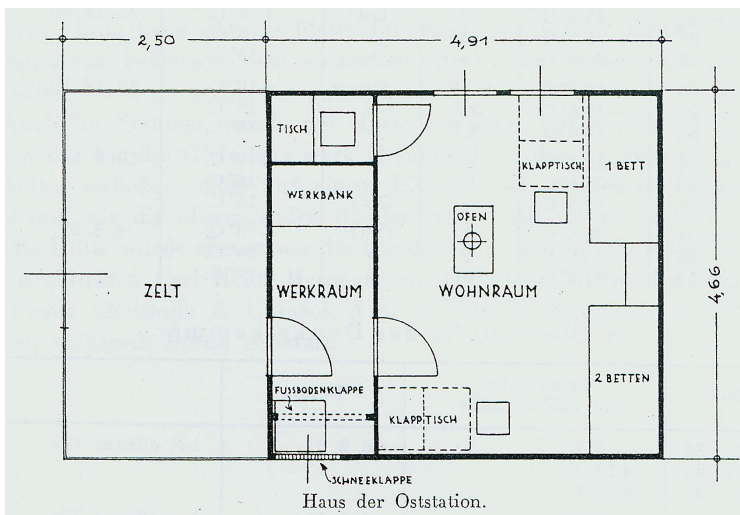 2,50
4,91
TISCH
KLAPPTISCH
1 BETT
WERKBANK
OFEN
ZELT
WERKRAUM
WOHNRAUM
4,66
2 BETTEN
FUSSBODENKLAPPE
KLAPPTISCH
SCHNEEKLAPPE
Haus der Oststation.